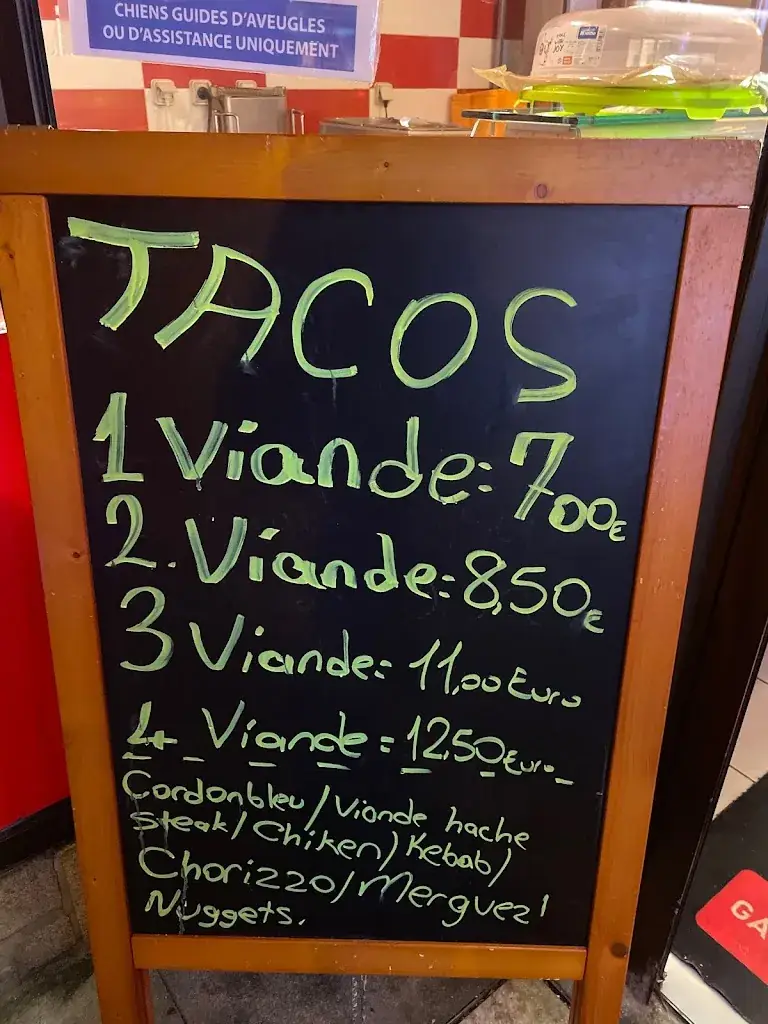 CHIENS GUIDES D'AVEUGLES
OU D'ASSISTANCE UNIQUEMENT
TACOS
1 Viande: 7,00€
2. Viande: 8,50€
3 Viande: 11,00 Euro
4 Viande = 12,50 Euro
Cordonbleu / Viande hache
steak / Chiken / Kebab /
Chorizzo / Merguez /
Nuggets.
GA